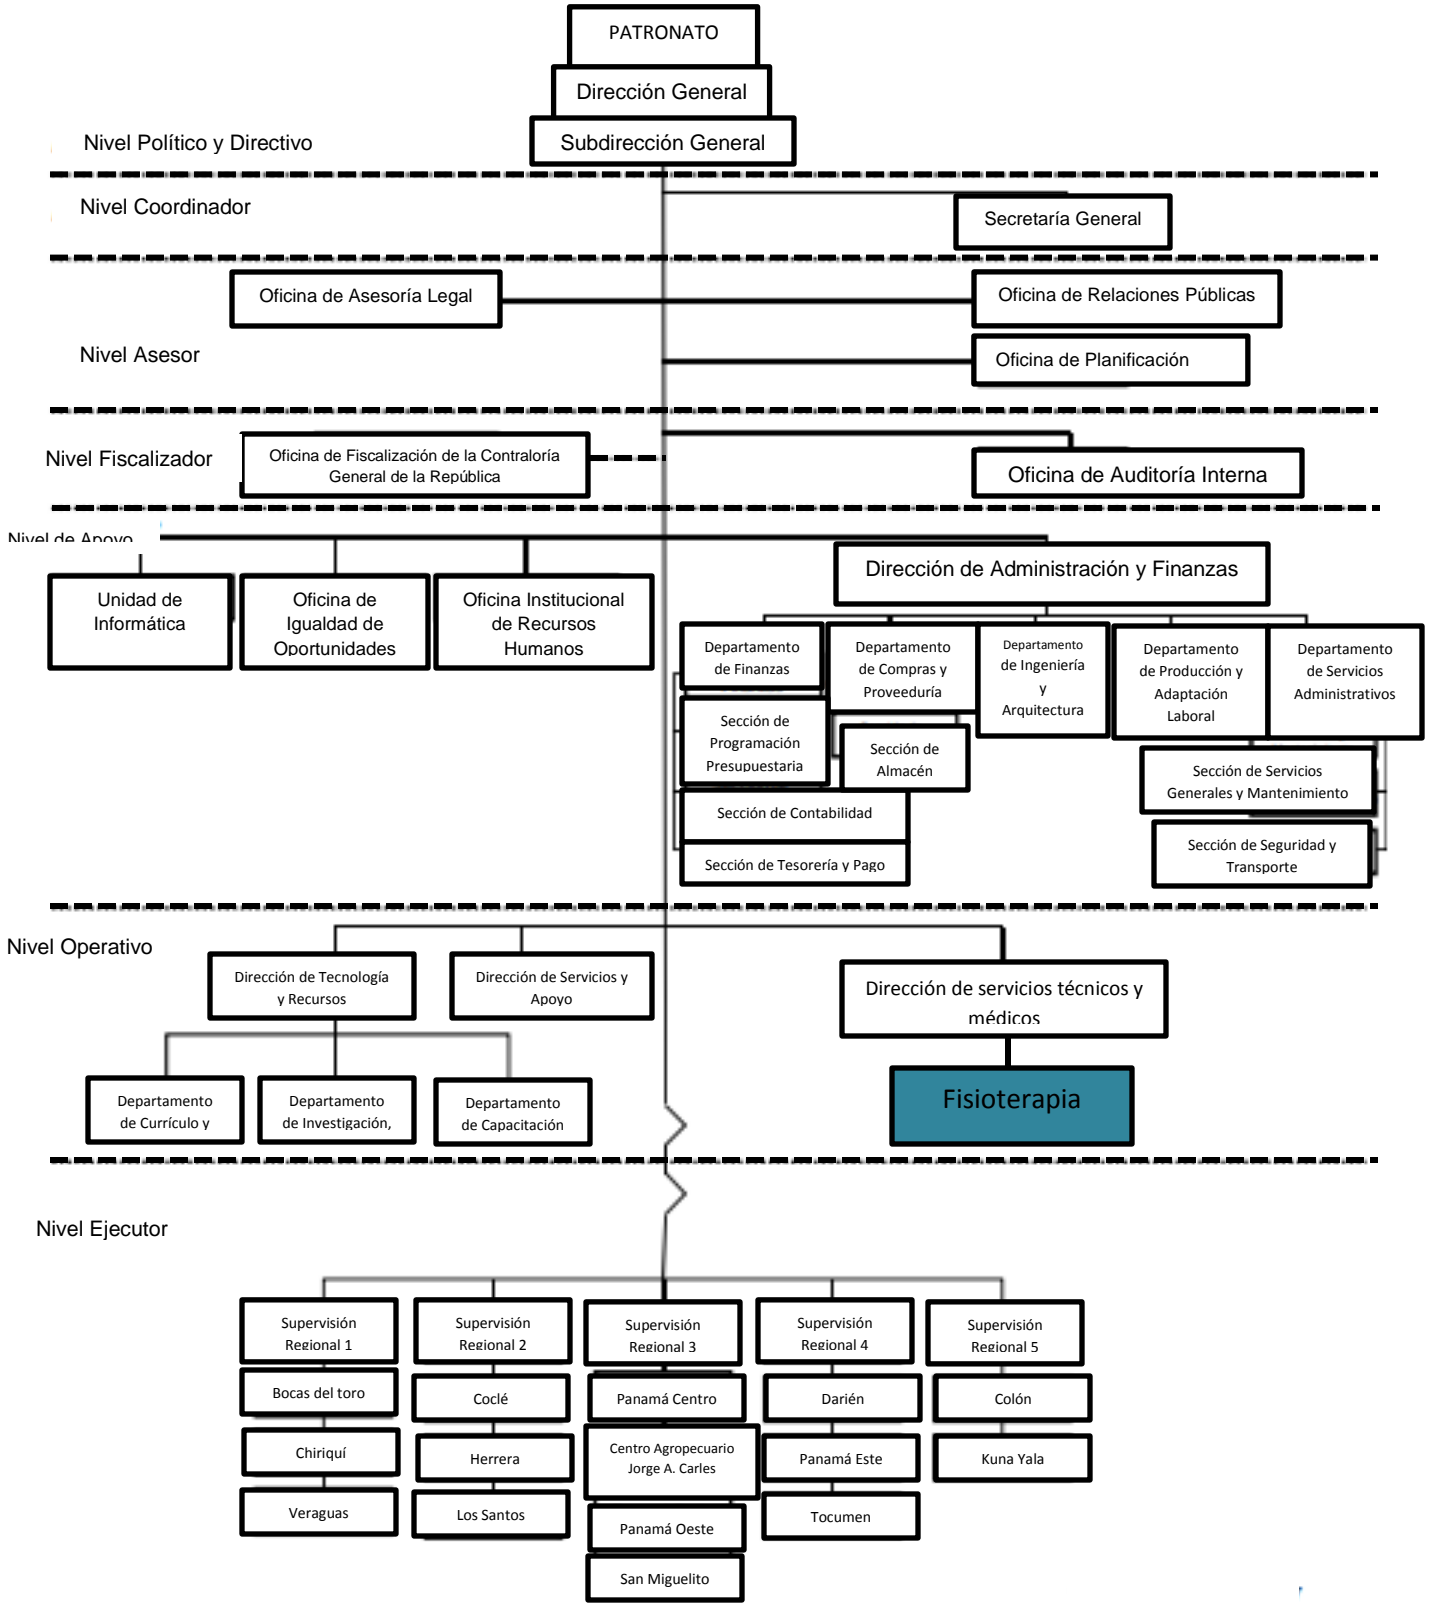 PATRONATO
Dirección General
Subdirección General
Nivel Político y Directivo
Nivel Coordinador
Secretaría General
Oficina de Asesoría Legal
Oficina de Relaciones Públicas
Nivel Asesor
Oficina de Planificación
Nivel Fiscalizador
Oficina de Fiscalización de la Contraloría
General de la República
Oficina de Auditoría Interna
Nivel de Apoyo
Unidad de
Informática
Oficina de
Igualdad de
Oportunidades
Oficina Institucional
de Recursos
Humanos
Dirección de Administración y Finanzas
Departamento
de Finanzas
Departamento
de Compras y
Proveeduría
Departamento
de Ingeniería
y
Arquitectura
Departamento
de Producción y
Adaptación
Laboral
Departamento
de Servicios
Administrativos
Sección de
Programación
Presupuestaria
Sección de
Almacén
Sección de Servicios
Generales y Mantenimiento
Sección de Contabilidad
Sección de Seguridad y
Transporte
Sección de Tesorería y Pago
Nivel Operativo
Dirección de Tecnología
y Recursos
Dirección de Servicios y
Apoyo
Dirección de servicios técnicos y
médicos
Departamento
de Currículo y
Departamento
de Investigación,
Departamento
de Capacitación
Fisioterapia
Nivel Ejecutor
Supervisión
Regional 1
Supervisión
Regional 2
Supervisión
Regional 3
Supervisión
Regional 4
Supervisión
Regional 5
Bocas del toro
Coclé
Panamá Centro
Darién
Colón
Chiriquí
Herrera
Centro Agropecuario
Jorge A. Carles
Panamá Este
Kuna Yala
Veraguas
Los Santos
Panamá Oeste
Tocumen
San Miguelito